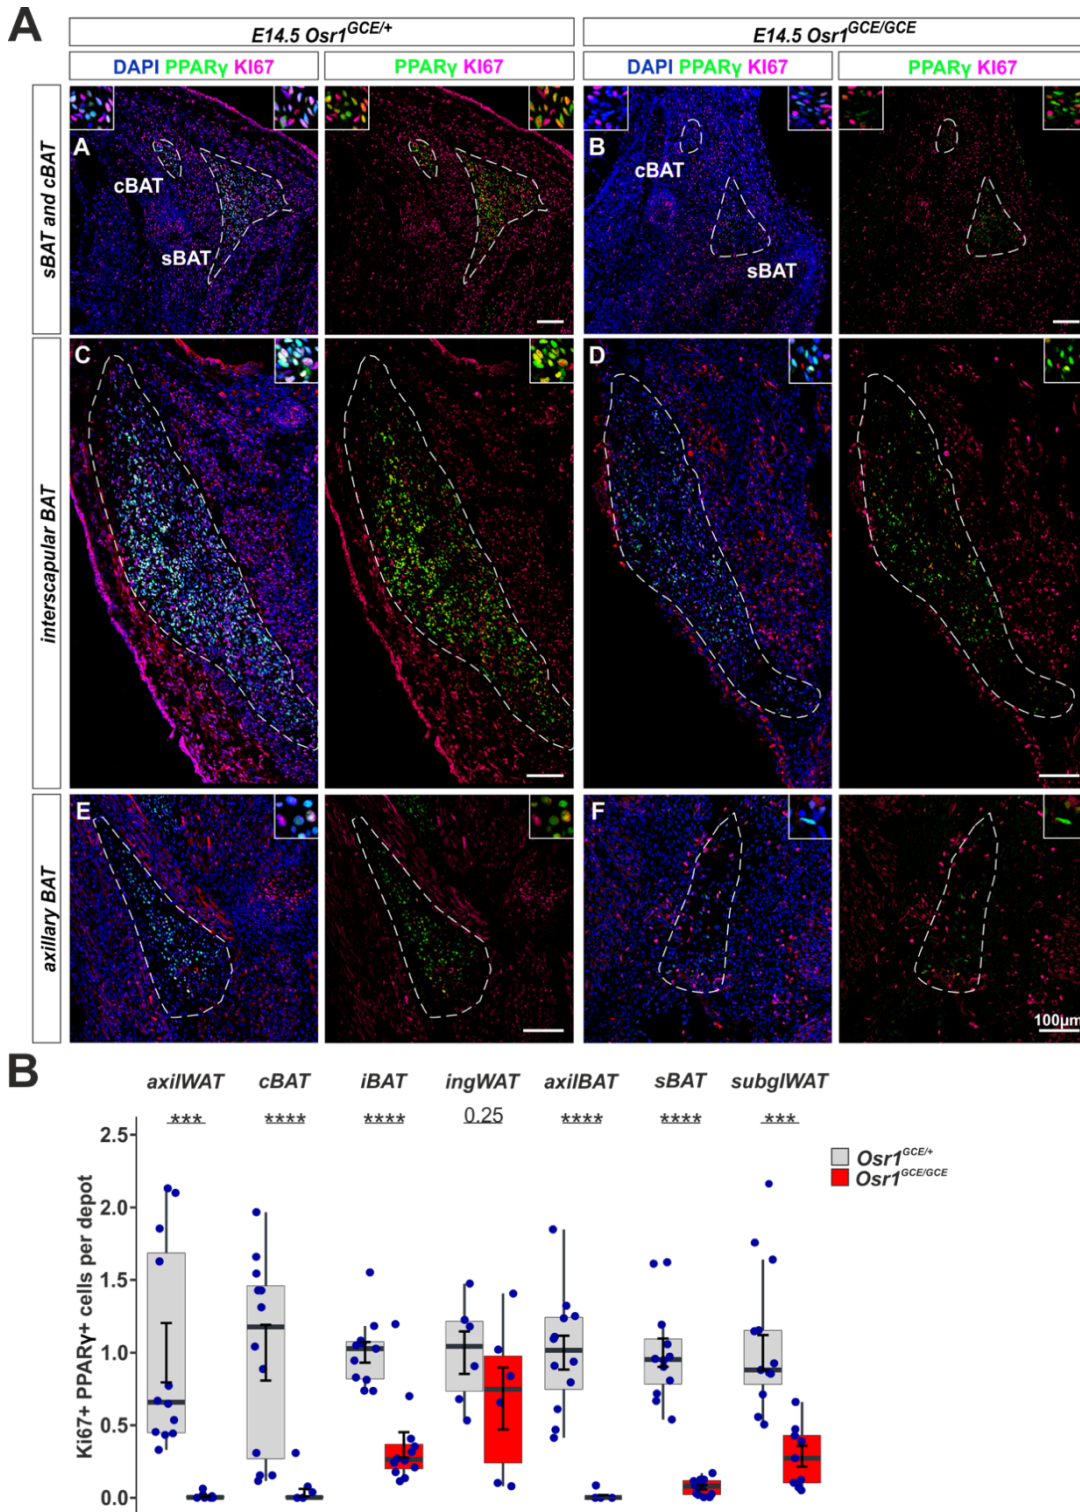 A
E14.5 Osr1GCE/+ E14.5 Osr1GCE/GCE
DAPI PPARγ KI67 PPARγ KI67 DAPI PPARγ KI67 PPARγ KI67
sBAT and cBAT
A
cBAT
sBAT
B
cBAT
sBAT
interscapular BAT
C
D
axillary BAT
E
F
100µm
B
axilWAT cBAT iBAT ingWAT axilBAT sBAT subglWAT
*** **** **** 0.25 **** **** ***
Ki67+ PPARγ+ cells per depot
2.5
2.0
1.5
1.0
0.5
0.0
Osr1GCE/+
Osr1GCE/GCE